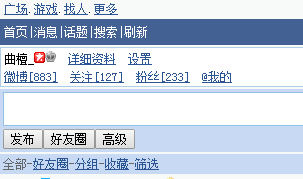 广场.游戏.找人.更多
首页|消息|话题|搜索|刷新
曲檀_ 详细资料 设置
微博[883] 关注[127] 粉丝[233] @我的
发布 好友圈 高级
全部-好友圈-分组-收藏-筛选